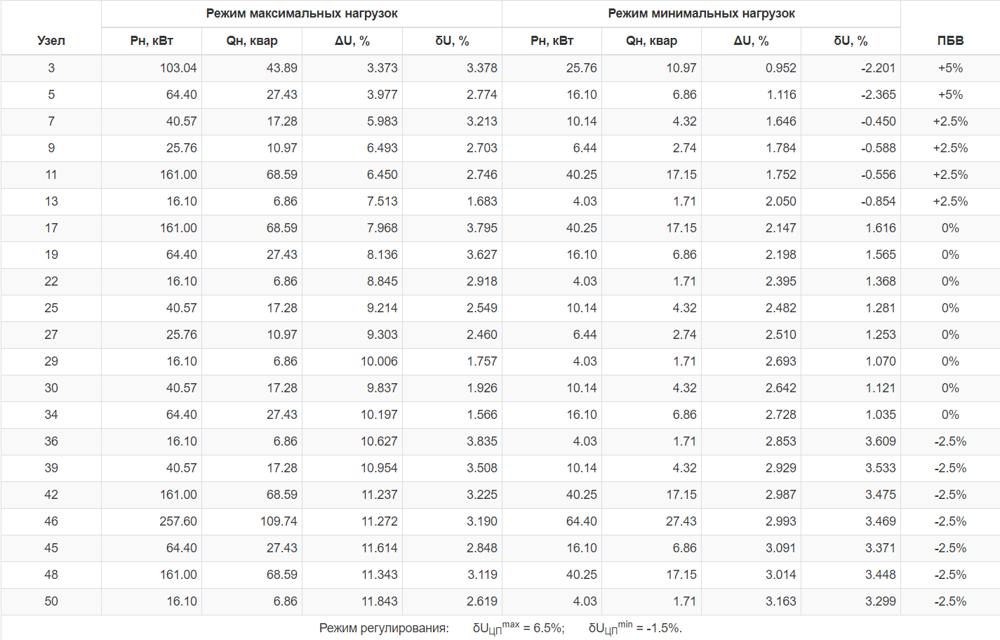 Режим максимальных нагрузок Режим минимальных нагрузок
Узел Pн, кВт Qн, квар ΔU, % δU, % Pн, кВт Qн, квар ΔU, % δU, % ПБВ
3 103.04 43.89 3.373 3.378 25.76 10.97 0.952 -2.201 +5%
5 64.40 27.43 3.977 2.774 16.10 6.86 1.116 -2.365 +5%
7 40.57 17.28 5.983 3.213 10.14 4.32 1.646 -0.450 +2.5%
9 25.76 10.97 6.493 2.703 6.44 2.74 1.784 -0.588 +2.5%
11 161.00 68.59 6.450 2.746 40.25 17.15 1.752 -0.556 +2.5%
13 16.10 6.86 7.513 1.683 4.03 1.71 2.050 -0.854 +2.5%
17 161.00 68.59 7.968 3.795 40.25 17.15 2.147 1.616 0%
19 64.40 27.43 8.136 3.627 16.10 6.86 2.198 1.565 0%
22 16.10 6.86 8.845 2.918 4.03 1.71 2.395 1.368 0%
25 40.57 17.28 9.214 2.549 10.14 4.32 2.482 1.281 0%
27 25.76 10.97 9.303 2.460 6.44 2.74 2.510 1.253 0%
29 16.10 6.86 10.006 1.757 4.03 1.71 2.693 1.070 0%
30 40.57 17.28 9.837 1.926 10.14 4.32 2.642 1.121 0%
34 64.40 27.43 10.197 1.566 16.10 6.86 2.728 1.035 0%
36 16.10 6.86 10.627 3.835 4.03 1.71 2.853 3.609 -2.5%
39 40.57 17.28 10.954 3.508 10.14 4.32 2.929 3.533 -2.5%
42 161.00 68.59 11.237 3.225 40.25 17.15 2.987 3.475 -2.5%
46 257.60 109.74 11.272 3.190 64.40 27.43 2.993 3.469 -2.5%
45 64.40 27.43 11.614 2.848 16.10 6.86 3.091 3.371 -2.5%
48 161.00 68.59 11.343 3.119 40.25 17.15 3.014 3.448 -2.5%
50 16.10 6.86 11.843 2.619 4.03 1.71 3.163 3.299 -2.5%
Режим регулирования: δUЦПmax = 6.5%; δUЦПmin = -1.5%.